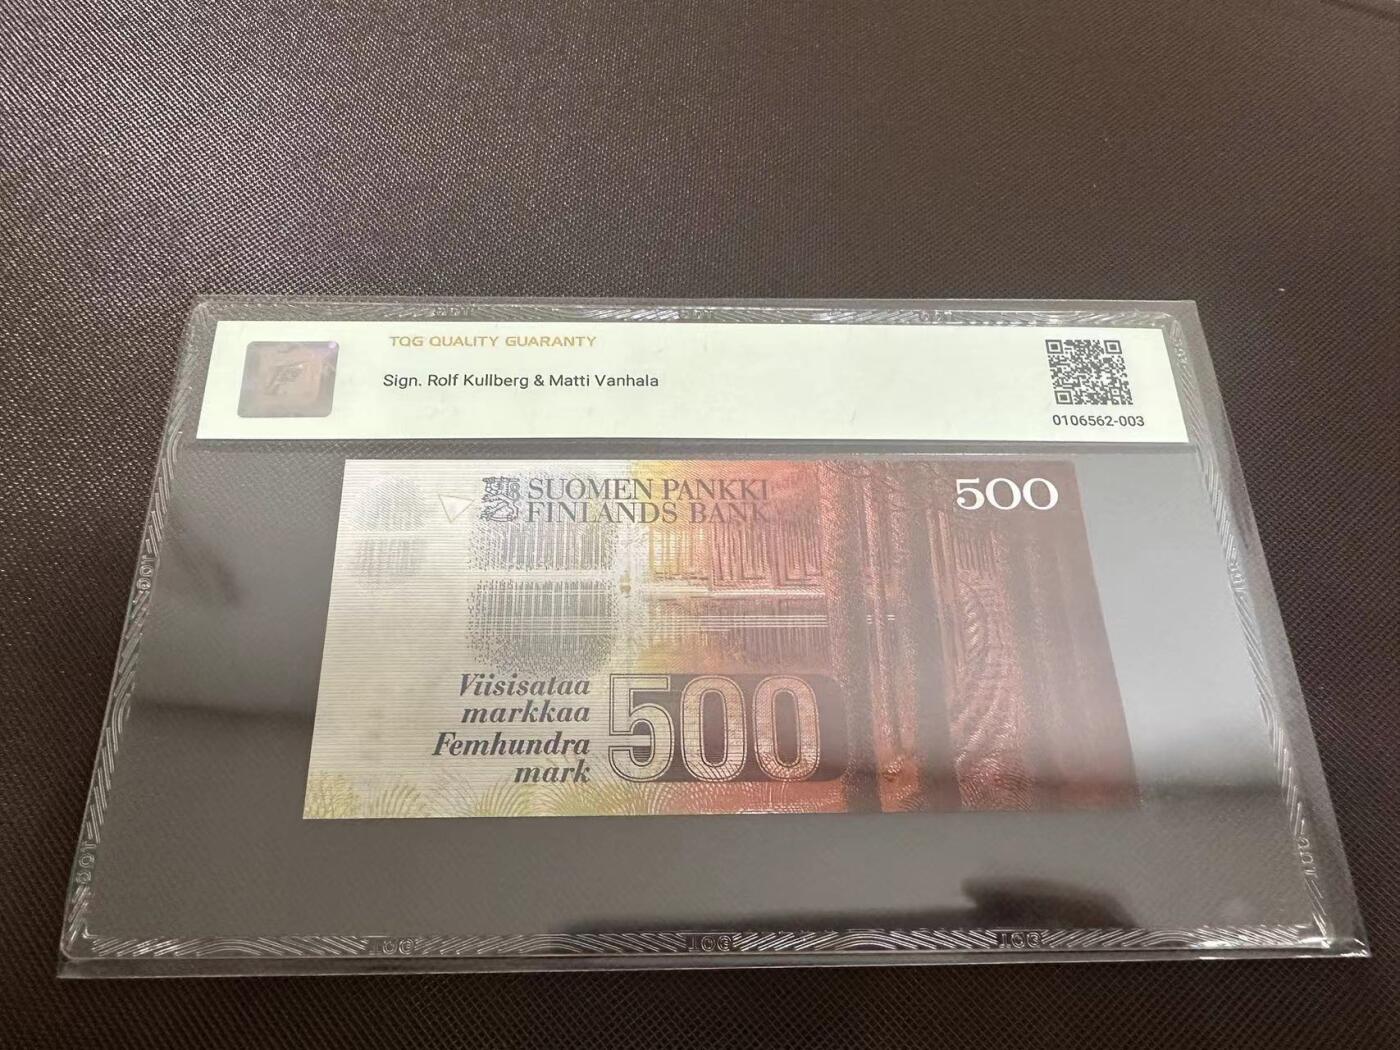 TQG QUALITY GUARANTY
Sign. Rolf Kullberg & Matti Vanhala
0106562-003
SUOMEN PANKKI
FINLANDS BANK
500
Viisisataa
markkaa
Femhundra
mark
500